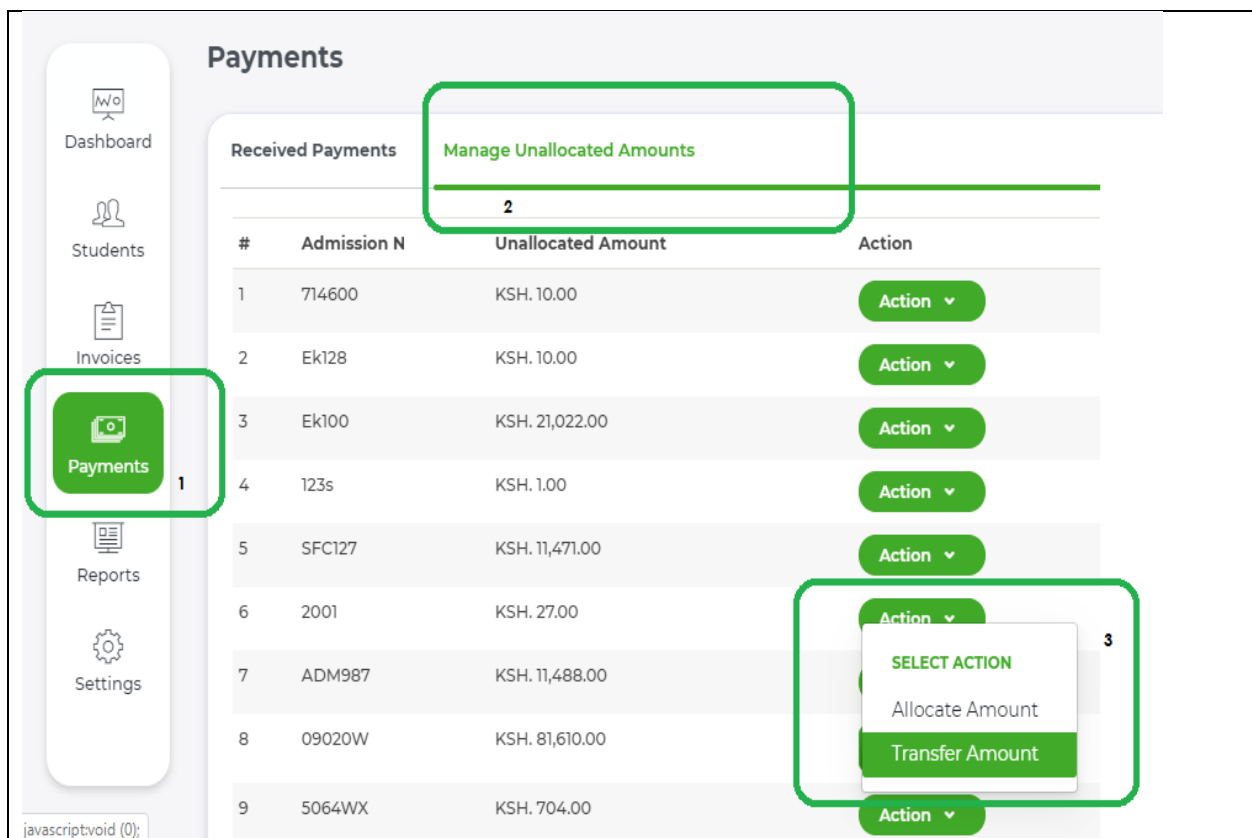 Payments
Dashboard
Students
Invoices
Payments
1
Reports
Settings
Received Payments Manage Unallocated Amounts
2
# Admission N Unallocated Amount Action
1 714600 KSH. 10.00 Action
2 Ek128 KSH. 10.00 Action
3 Ek100 KSH. 21,022.00 Action
4 123s KSH. 1.00 Action
5 SFC127 KSH. 11,471.00 Action
6 2001 KSH. 27.00 Action
7 ADM987 KSH. 11,488.00
8 09020W KSH. 81,610.00
9 5064WX KSH. 704.00 Action
3
SELECT ACTION
Allocate Amount
Transfer Amount
javascript:void (0);